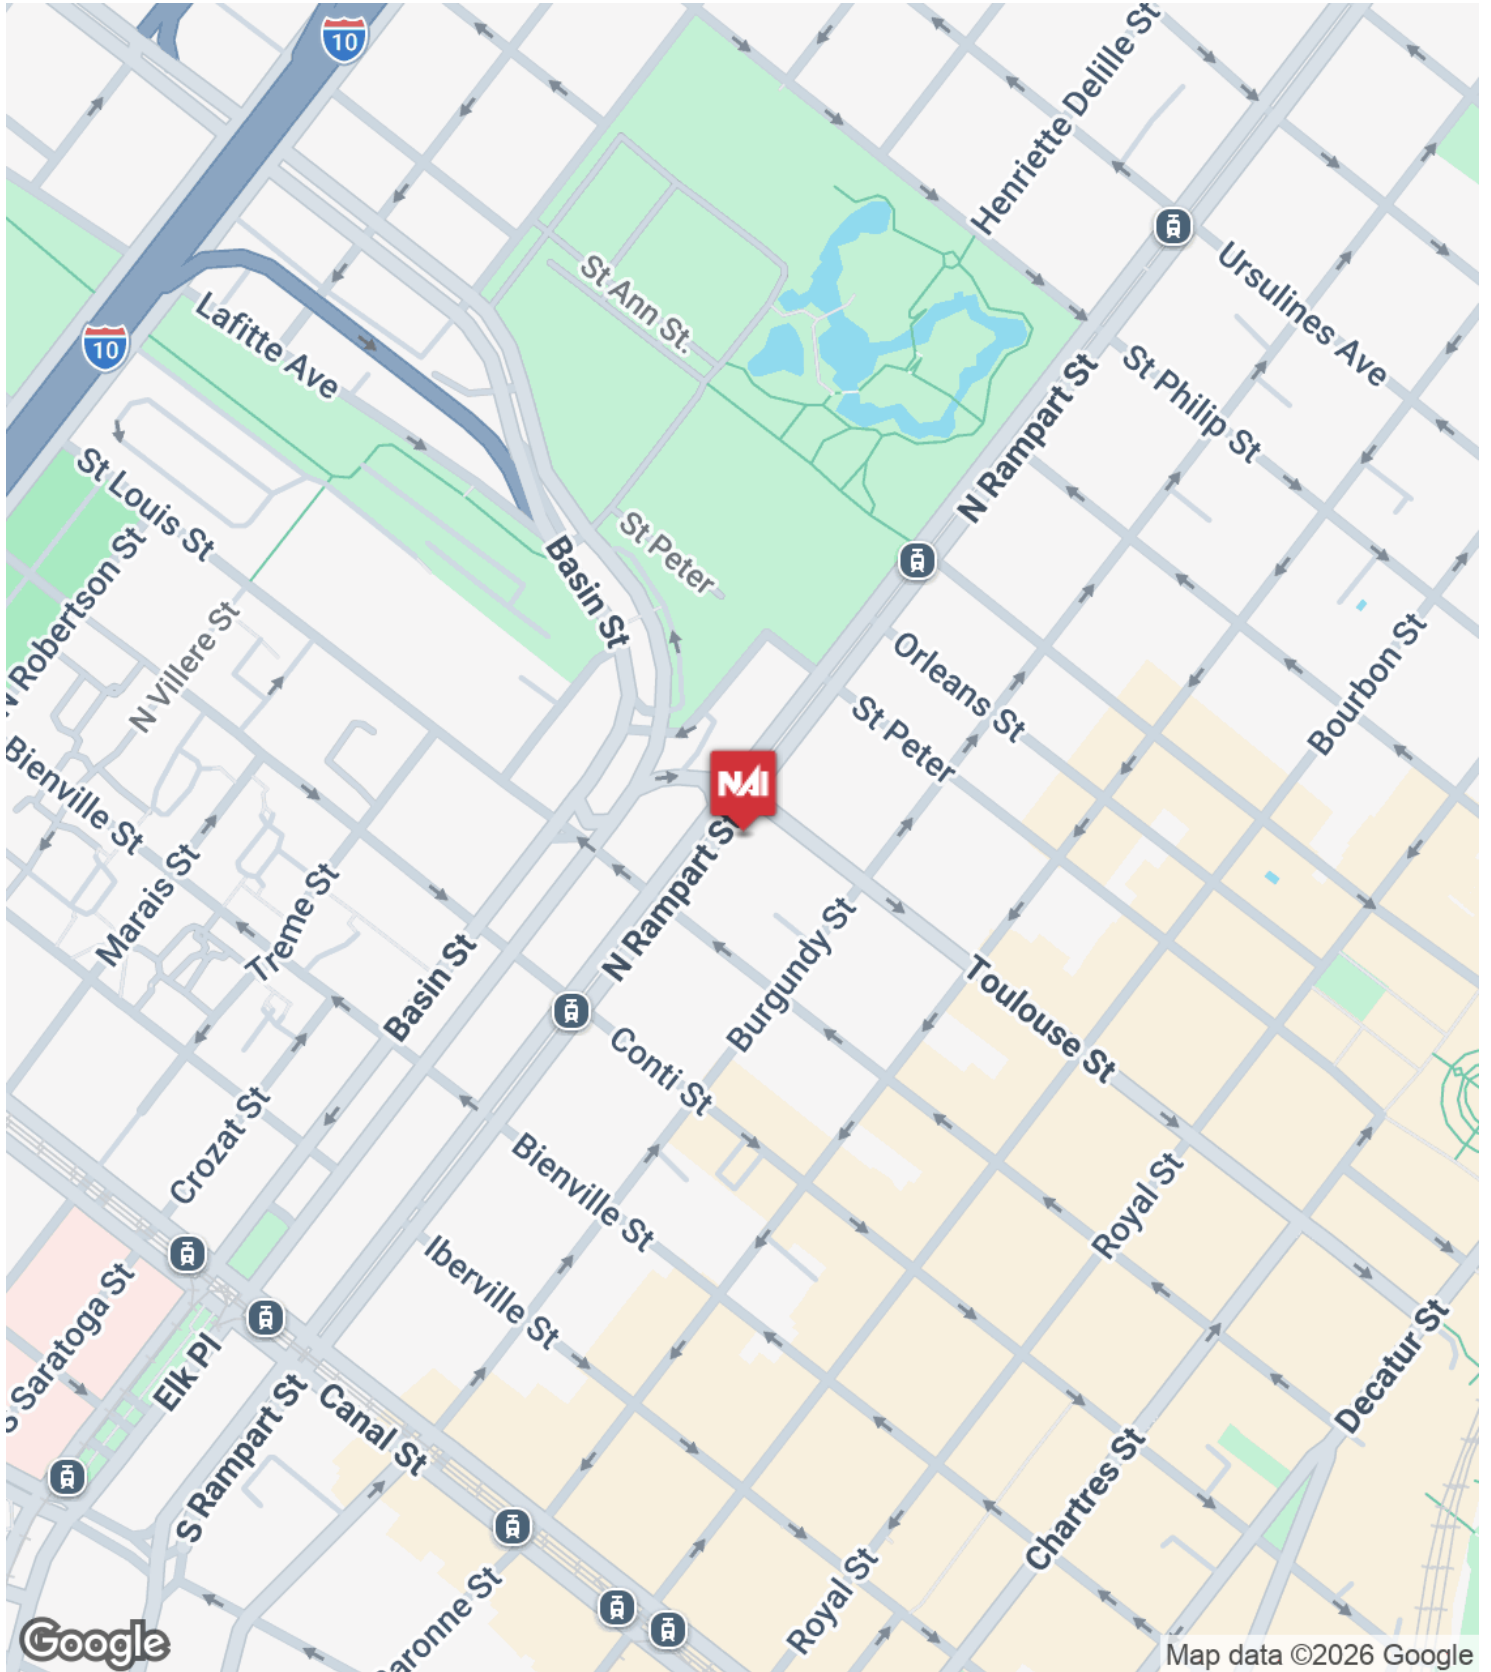 10
Henriette Delille St
Ursulines Ave
St Ann St.
Lafitte Ave
10
St Philip St
N Rampart St
St Louis St
St Peter
Basin St
N Robertson St
N Villere St
Orleans St
Bourbon St
St Peter
NAI
Bienville St
N Rampart St
Marais St
Treme St
Burgundy St
Basin St
Toulouse St
Conti St
Crozat St
Bienville St
Royal St
Iberville St
S Saratoga St
Elk Pl
Decatur St
Canal St
S Rampart St
Chartres St
Royal St
aronne St
Google
Map data ©2026 Google